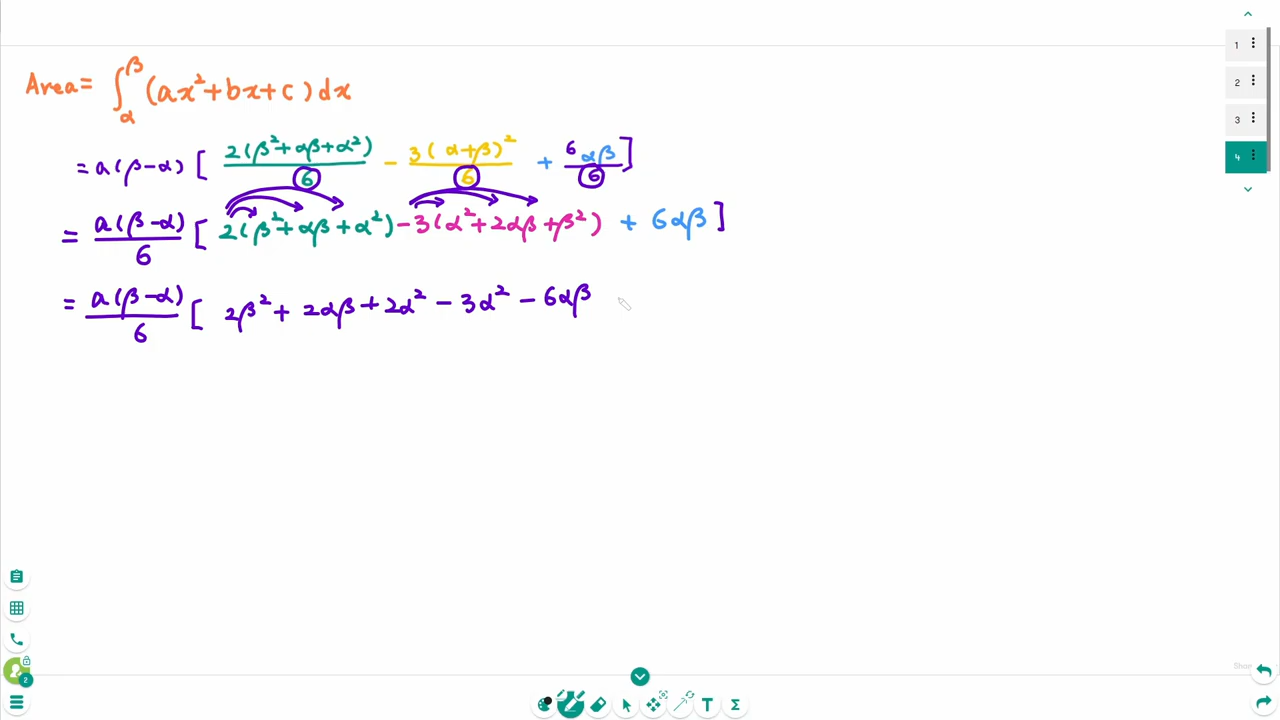 Area = ∫_α^β (ax² + bx + c) dx
= a(β−α) [ 2(β² + αβ + α²)/6 − 3(α+β)²/6 + 6αβ/6 ]
= a(β−α)/6 [ 2(β² + αβ + α²) − 3(α² + 2αβ + β²) + 6αβ ]
= a(β−α)/6 [ 2β² + 2αβ + 2α² − 3α² − 6αβ
1
2
3
4
2
T
Σ